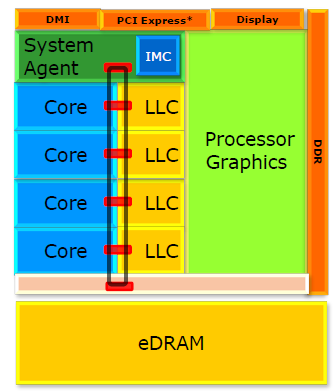 DMI
PCI Express*
Display
System
Agent
IMC
Core
LLC
Core
LLC
Core
LLC
Core
LLC
Processor
Graphics
DDR
eDRAM